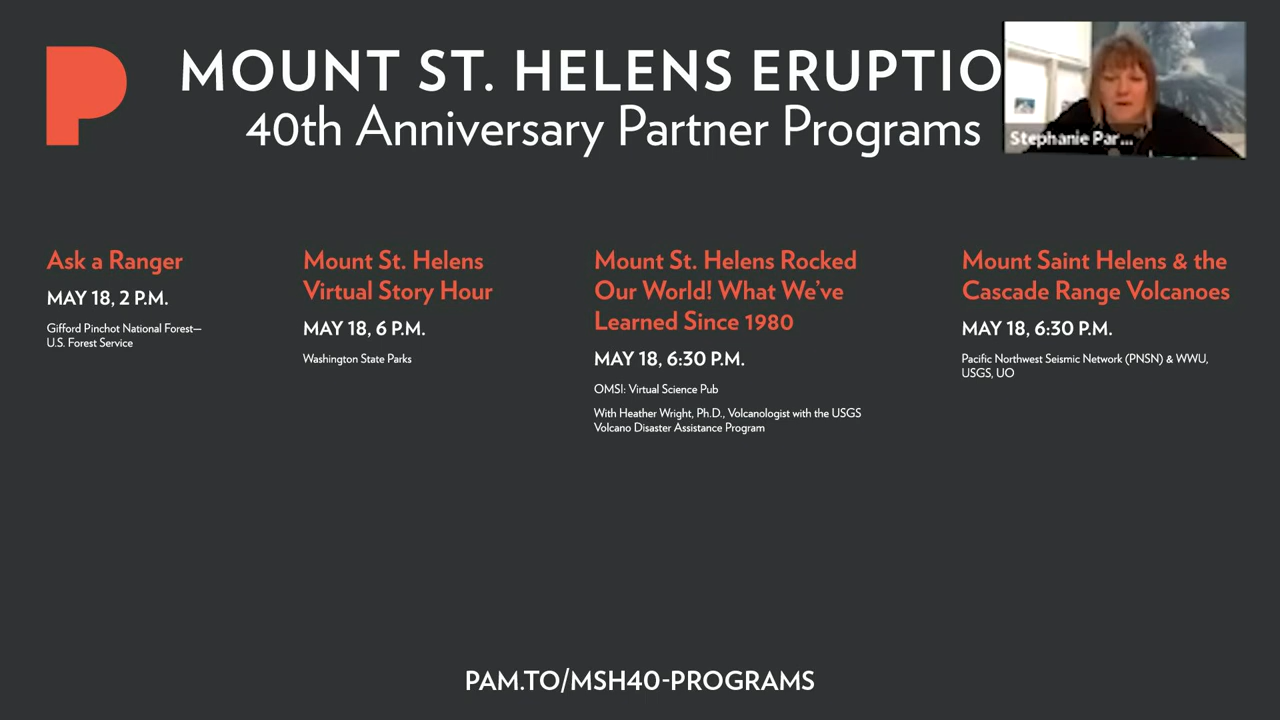 MOUNT ST. HELENS ERUPTIO
40th Anniversary Partner Programs
Stephanie Par...
Ask a Ranger
MAY 18, 2 P.M.
Gifford Pinchot National Forest—
U.S. Forest Service
Mount St. Helens
Virtual Story Hour
MAY 18, 6 P.M.
Washington State Parks
Mount St. Helens Rocked
Our World! What We’ve
Learned Since 1980
MAY 18, 6:30 P.M.
OMSI: Virtual Science Pub
With Heather Wright, Ph.D., Volcanologist with the USGS
Volcano Disaster Assistance Program
Mount Saint Helens & the
Cascade Range Volcanoes
MAY 18, 6:30 P.M.
Pacific Northwest Seismic Network (PNSN) & WWU,
USGS, UO
PAM.TO/MSH40-PROGRAMS